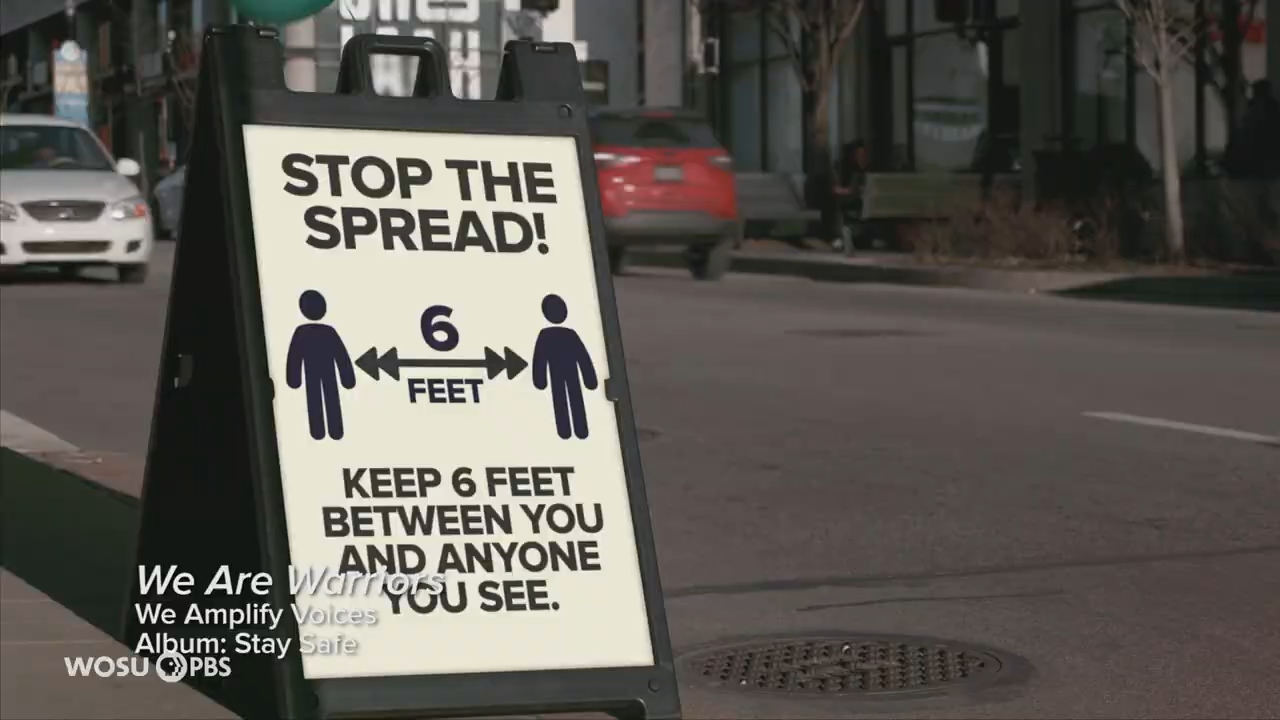 STOP THE
SPREAD!
6
FEET
KEEP 6 FEET
BETWEEN YOU
AND ANYONE
YOU SEE.
We Are Warriors
We Amplify Voices
Album: Stay Safe
WOSU PBS